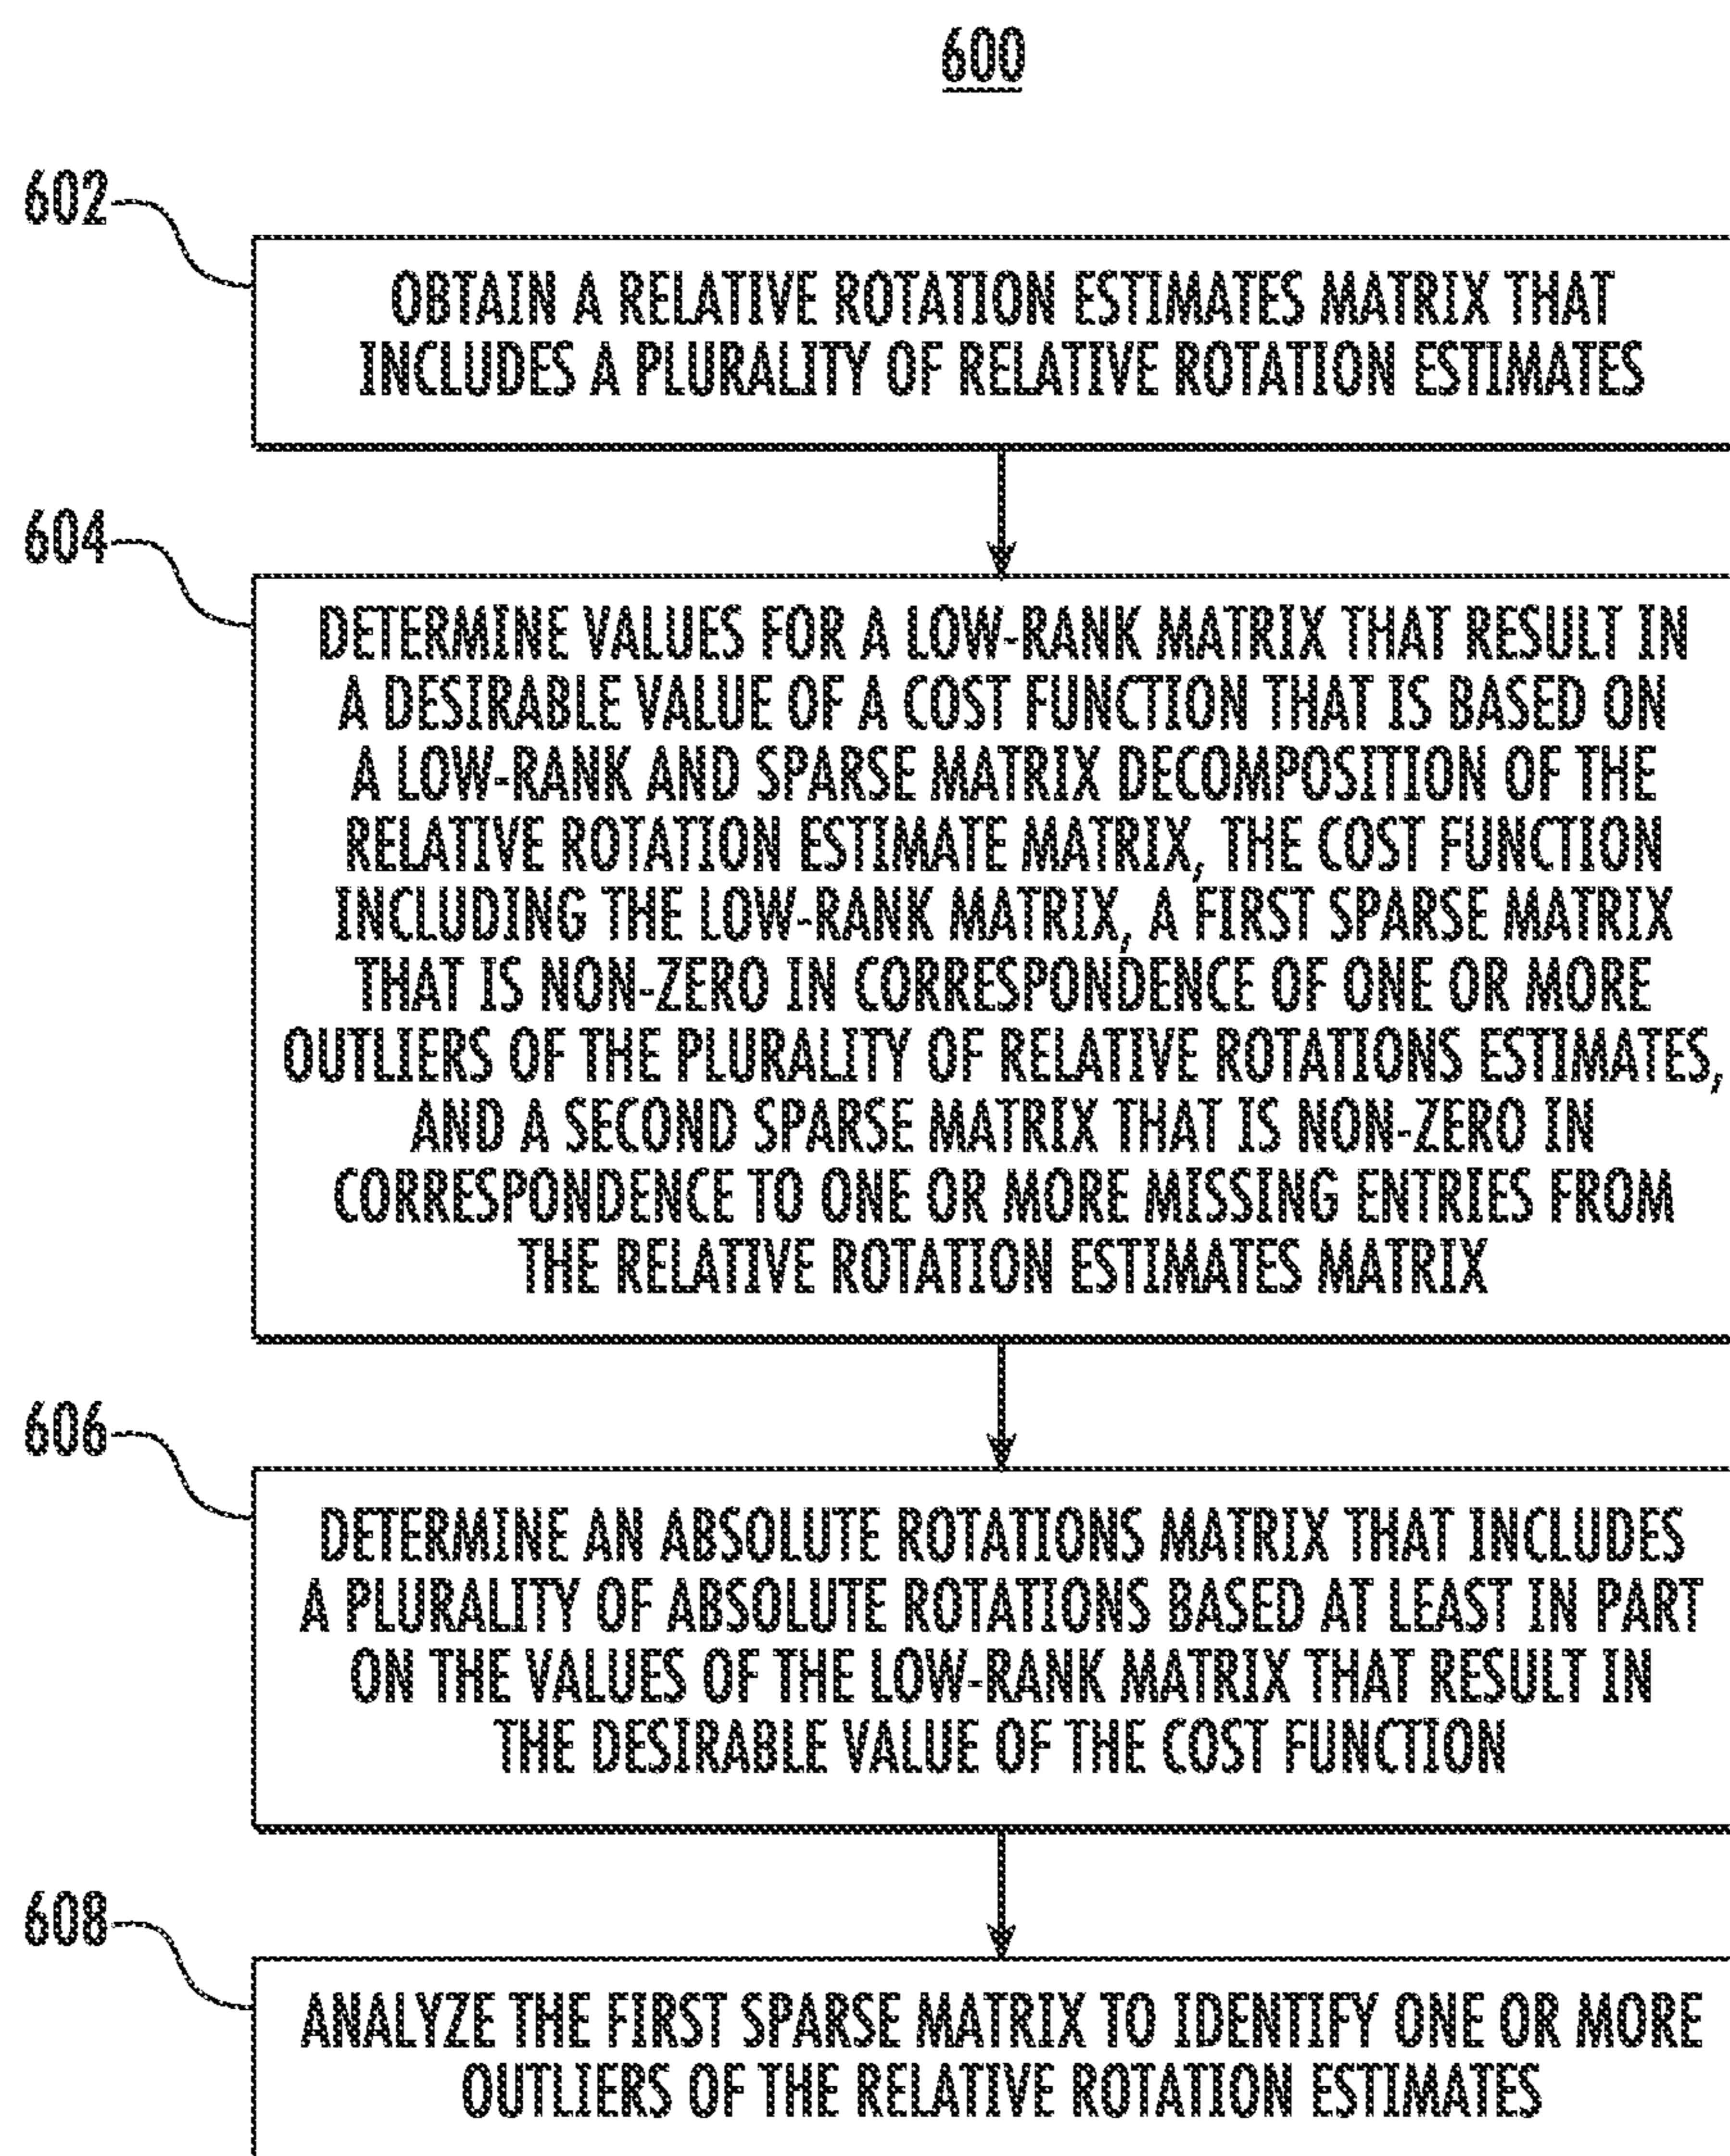 600
602
OBTAIN A RELATIVE ROTATION ESTIMATES MATRIX THAT
INCLUDES A PLURALITY OF RELATIVE ROTATION ESTIMATES
604
DETERMINE VALUES FOR A LOW-RANK MATRIX THAT RESULT IN
A DESIRABLE VALUE OF A COST FUNCTION THAT IS BASED ON
A LOW-RANK AND SPARSE MATRIX DECOMPOSITION OF THE
RELATIVE ROTATION ESTIMATE MATRIX, THE COST FUNCTION
INCLUDING THE LOW-RANK MATRIX, A FIRST SPARSE MATRIX
THAT IS NON-ZERO IN CORRESPONDENCE OF ONE OR MORE
OUTLIERS OF THE PLURALITY OF RELATIVE ROTATIONS ESTIMATES,
AND A SECOND SPARSE MATRIX THAT IS NON-ZERO IN
CORRESPONDENCE TO ONE OR MORE MISSING ENTRIES FROM
THE RELATIVE ROTATION ESTIMATES MATRIX
606
DETERMINE AN ABSOLUTE ROTATIONS MATRIX THAT INCLUDES
A PLURALITY OF ABSOLUTE ROTATIONS BASED AT LEAST IN PART
ON THE VALUES OF THE LOW-RANK MATRIX THAT RESULT IN
THE DESIRABLE VALUE OF THE COST FUNCTION
608
ANALYZE THE FIRST SPARSE MATRIX TO IDENTIFY ONE OR MORE
OUTLIERS OF THE RELATIVE ROTATION ESTIMATES